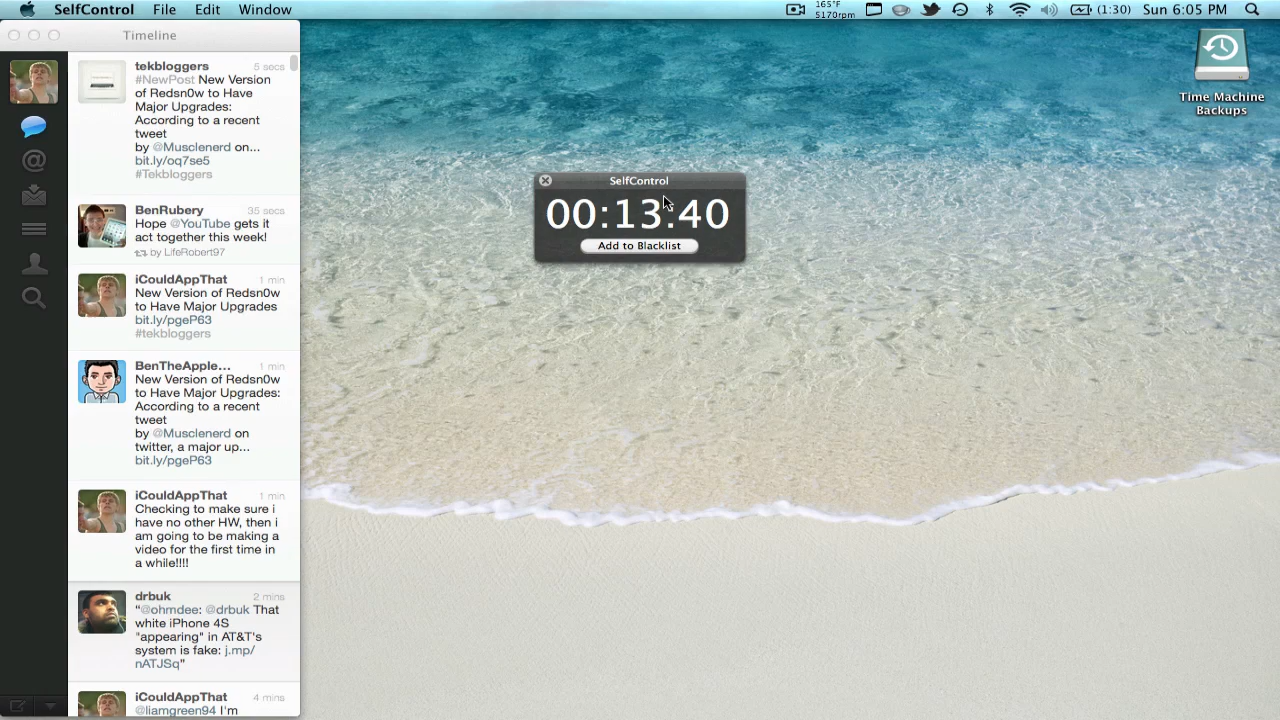 SelfControl File Edit Window
165°F
5170rpm
(1:30) Sun 6:05 PM
Timeline
tekbloggers 5 secs
#NewPost New Version
of Redsn0w to Have
Major Upgrades:
According to a recent
tweet
by @Musclenerd on...
bit.ly/oq7se5
#Tekbloggers
BenRubery 35 secs
Hope @YouTube gets it
act together this week!
by LifeRobert97
iCouldAppThat 1 min
New Version of Redsn0w
to Have Major Upgrades
bit.ly/pgeP63
#tekbloggers
BenTheApple... 1 min
New Version of Redsn0w
to Have Major Upgrades:
According to a recent
tweet
by @Musclenerd on
twitter, a major up...
bit.ly/pgeP63
iCouldAppThat 1 min
Checking to make sure i
have no other HW, then i
am going to be making a
video for the first time in
a while!!!!
drbuk 2 mins
“@ohmdee: @drbuk That
white iPhone 4S
"appearing" in AT&T's
system is fake: j.mp/
nATJSq”
iCouldAppThat 4 mins
@liamgreen94 I'm
SelfControl
00:13:40
Add to Blacklist
Time Machine
Backups